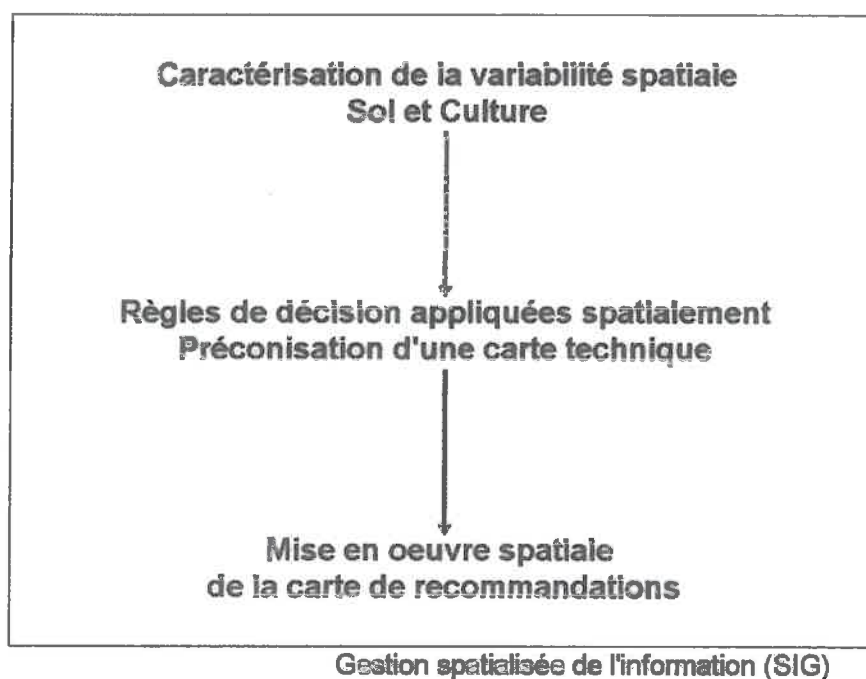 Caractérisation de la variabilité spatiale
Sol et Culture
Règles de décision appliquées spatialement
Préconisation d'une carte technique
Mise en oeuvre spatiale
de la carte de recommandations
Gestion spatialisée de l'information (SIG)